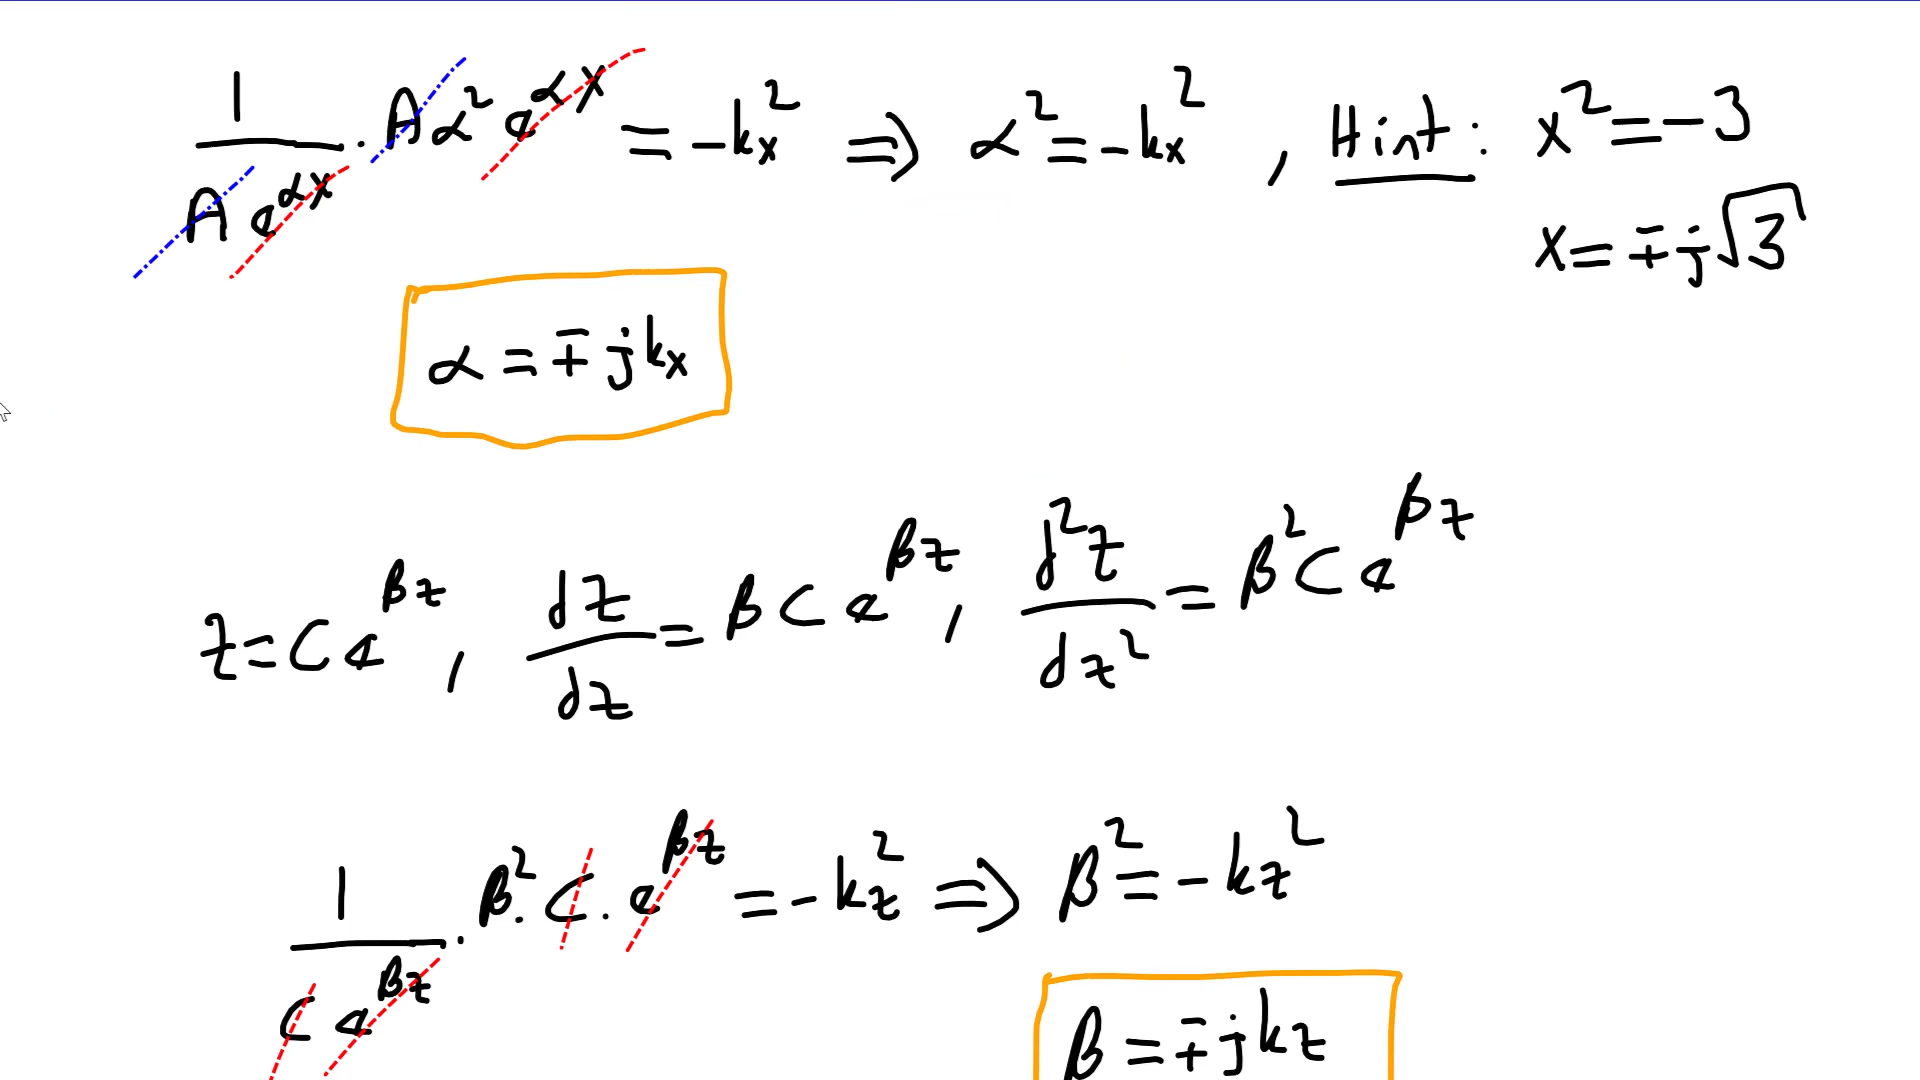 1/(A e^{αx}) · A α² e^{αx} = -kx² ⇒ α² = -kx² , Hint: x² = -3
x = ∓j√3
α = ∓jkx
Z = C e^{βz} , dZ/dz = β C e^{βz} , d²Z/dz² = β² C e^{βz}
1/(C e^{βz}) · β² · C · e^{βz} = -kz² ⇒ β² = -kz²
β = ∓jkz